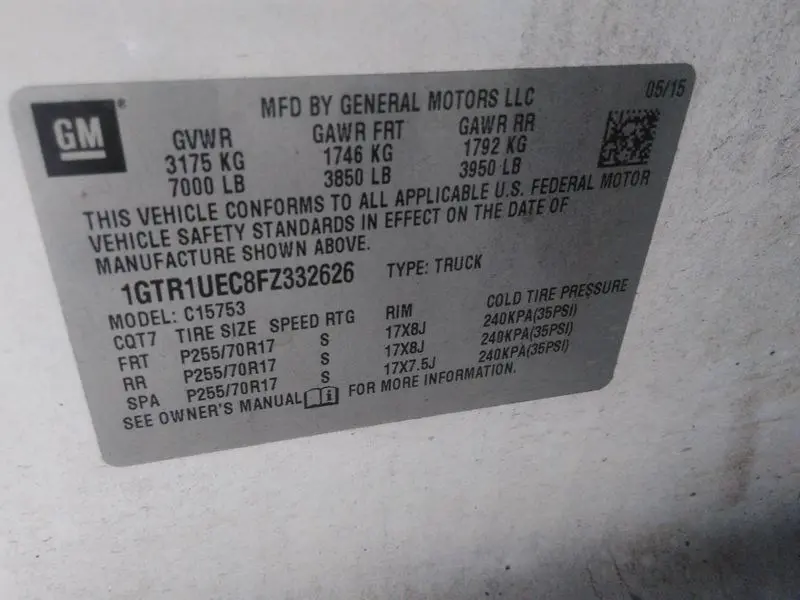 GM®
MFD BY GENERAL MOTORS LLC 05/15
GVWR GAWR FRT GAWR RR
3175 KG 1746 KG 1792 KG
7000 LB 3850 LB 3950 LB
THIS VEHICLE CONFORMS TO ALL APPLICABLE U.S. FEDERAL MOTOR
VEHICLE SAFETY STANDARDS IN EFFECT ON THE DATE OF
MANUFACTURE SHOWN ABOVE.
1GTR1UEC8FZ332626 TYPE: TRUCK
MODEL: C15753
CQT7 TIRE SIZE SPEED RTG RIM COLD TIRE PRESSURE
FRT P255/70R17 S 17X8J 240KPA(35PSI)
RR P255/70R17 S 17X8J 240KPA(35PSI)
SPA P255/70R17 S 17X7.5J 240KPA(35PSI)
SEE OWNER'S MANUAL FOR MORE INFORMATION.